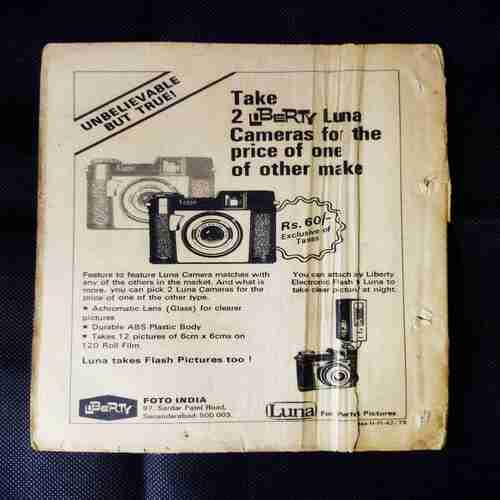 UNBELIEVABLE
BUT TRUE!
Take
2 LIBERTY Luna
Cameras for the
price of one
of other make
Rs. 60/-
Exclusive of
Taxes
Feature to feature Luna Camera matches with
any of the others in the market. And what is
more, you can pick 2 Luna Cameras for the
price of one of the other type.
Achromatic Lens (Glass) for clearer
pictures
Durable ABS Plastic Body
Takes 12 pictures of 6cm x 6cms on
120 Roll Film
Luna takes Flash Pictures too !
You can attach by Liberty
Electronic Flash Luna to
take clear picture at night.
LIBERTY
FOTO INDIA
97, Sardar Patel Road,
Secunderabad-500 003.
Luna
For Pictures